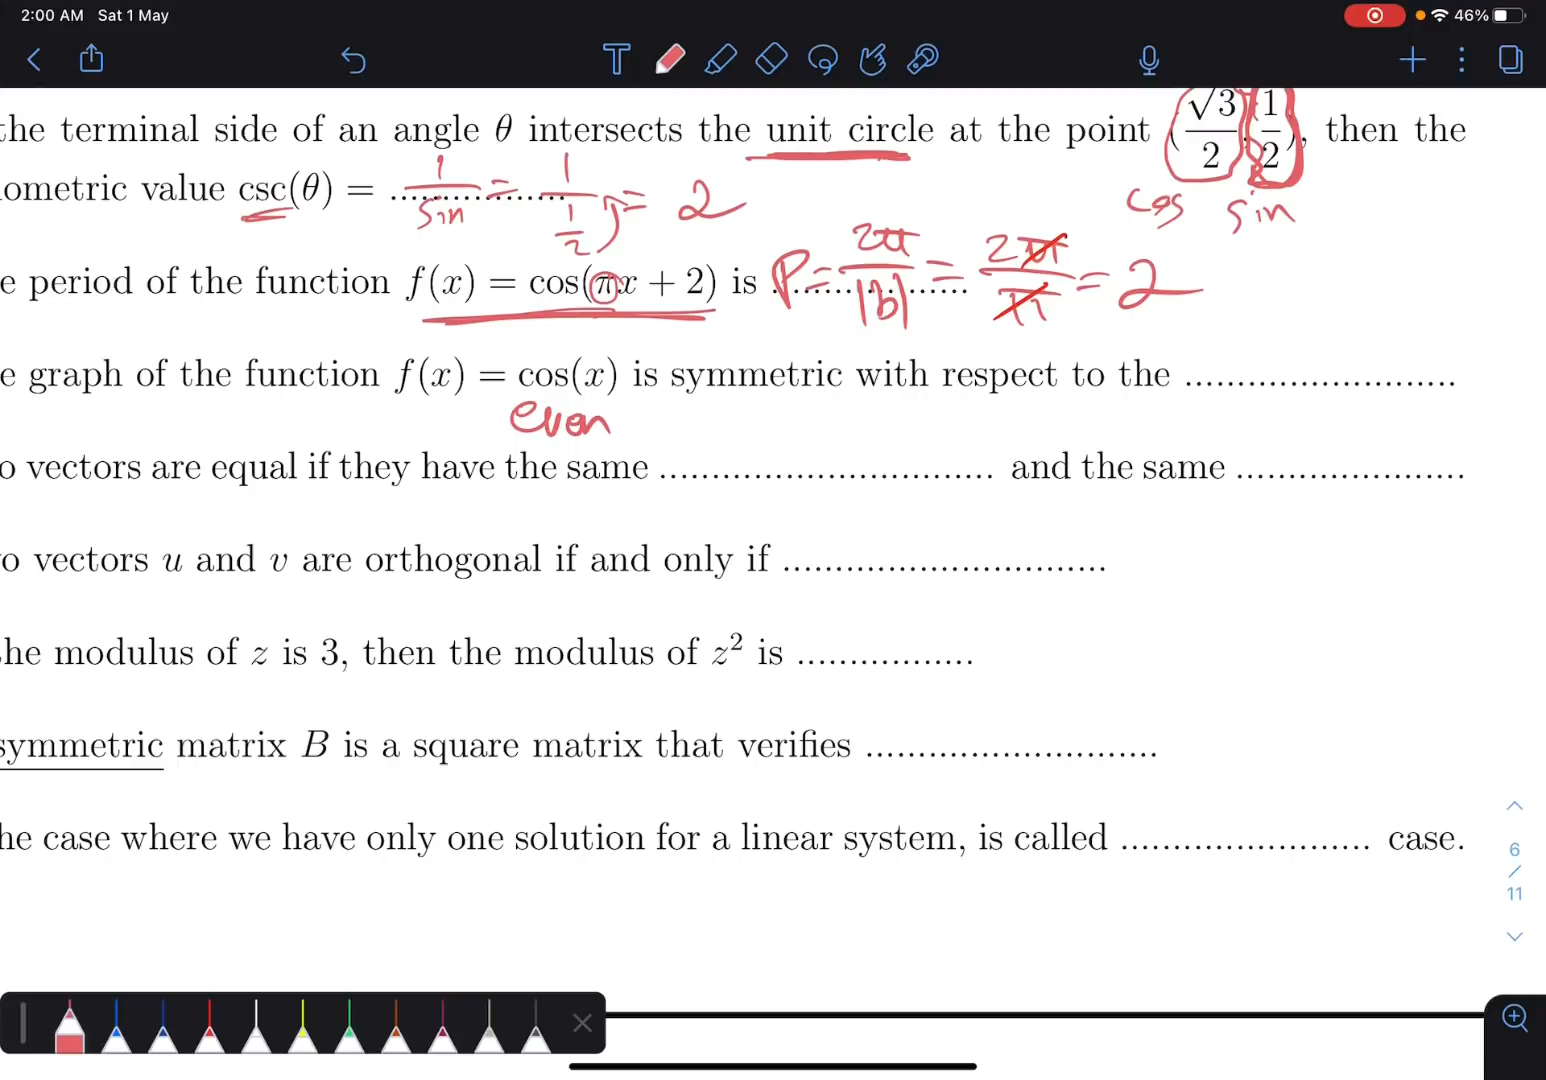 2:00 AM Sat 1 May 46%
the terminal side of an angle θ intersects the unit circle at the point (√3/2, 1/2), then the
cos sin
ometric value csc(θ) = .................. 1/sin = 1/(1/2) = 2
e period of the function f(x) = cos(πx + 2) is ................... P = 2π/|b| = 2π/π = 2
e graph of the function f(x) = cos(x) is symmetric with respect to the ..........................
even
o vectors are equal if they have the same ................................ and the same ......................
o vectors u and v are orthogonal if and only if ...............................
he modulus of z is 3, then the modulus of z² is .................
symmetric matrix B is a square matrix that verifies ............................
he case where we have only one solution for a linear system, is called ........................ case.
6
/
11